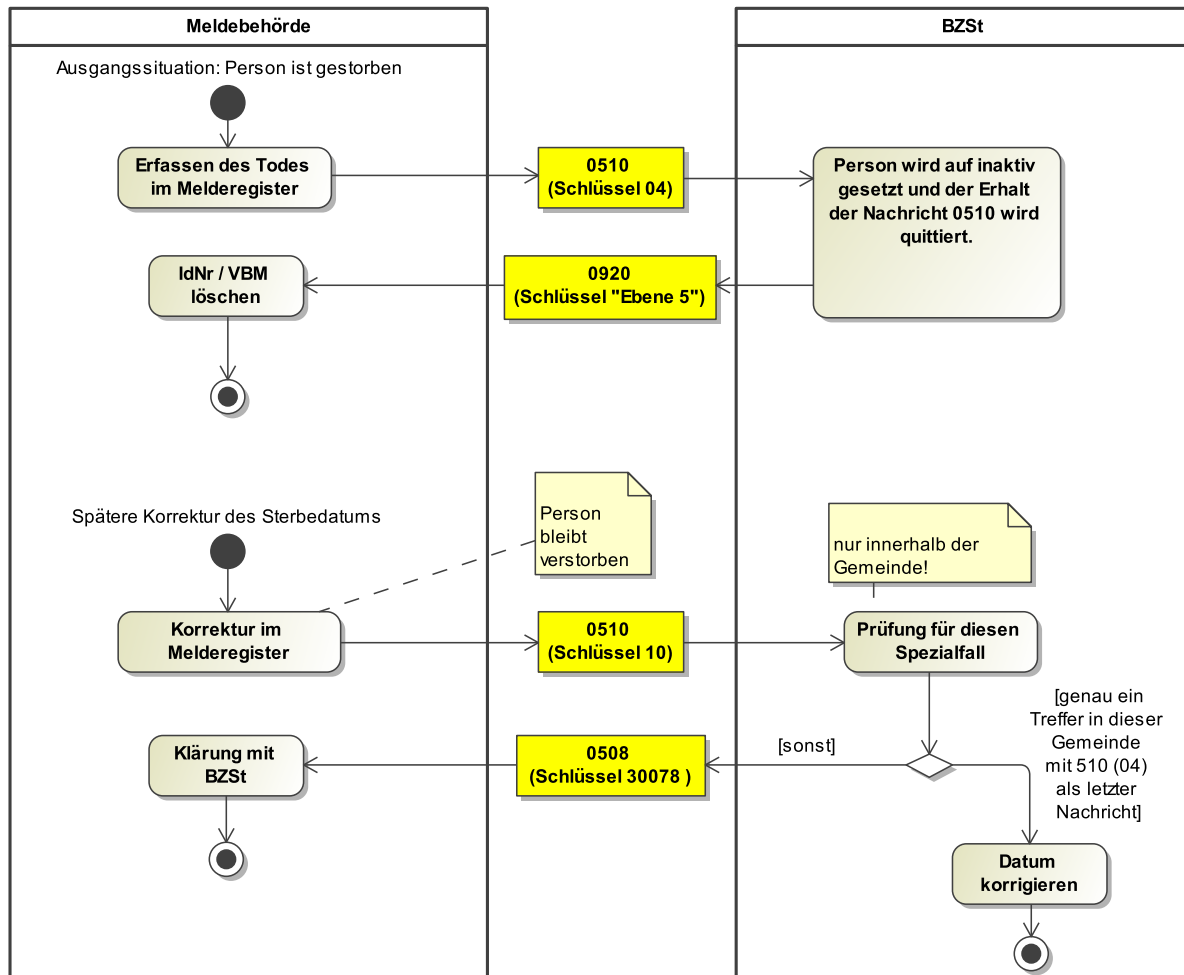 Meldebehörde
BZSt
Ausgangssituation: Person ist gestorben
Erfassen des Todes
im Melderegister
0510
(Schlüssel 04)
Person wird auf inaktiv
gesetzt und der Erhalt
der Nachricht 0510 wird
quittiert.
IdNr / VBM
löschen
0920
(Schlüssel "Ebene 5")
Spätere Korrektur des Sterbedatums
Person
bleibt
verstorben
nur innerhalb der
Gemeinde!
Korrektur im
Melderegister
0510
(Schlüssel 10)
Prüfung für diesen
Spezialfall
Klärung mit
BZSt
0508
(Schlüssel 30078 )
[sonst]
[genau ein
Treffer in dieser
Gemeinde
mit 510 (04)
als letzter
Nachricht]
Datum
korrigieren